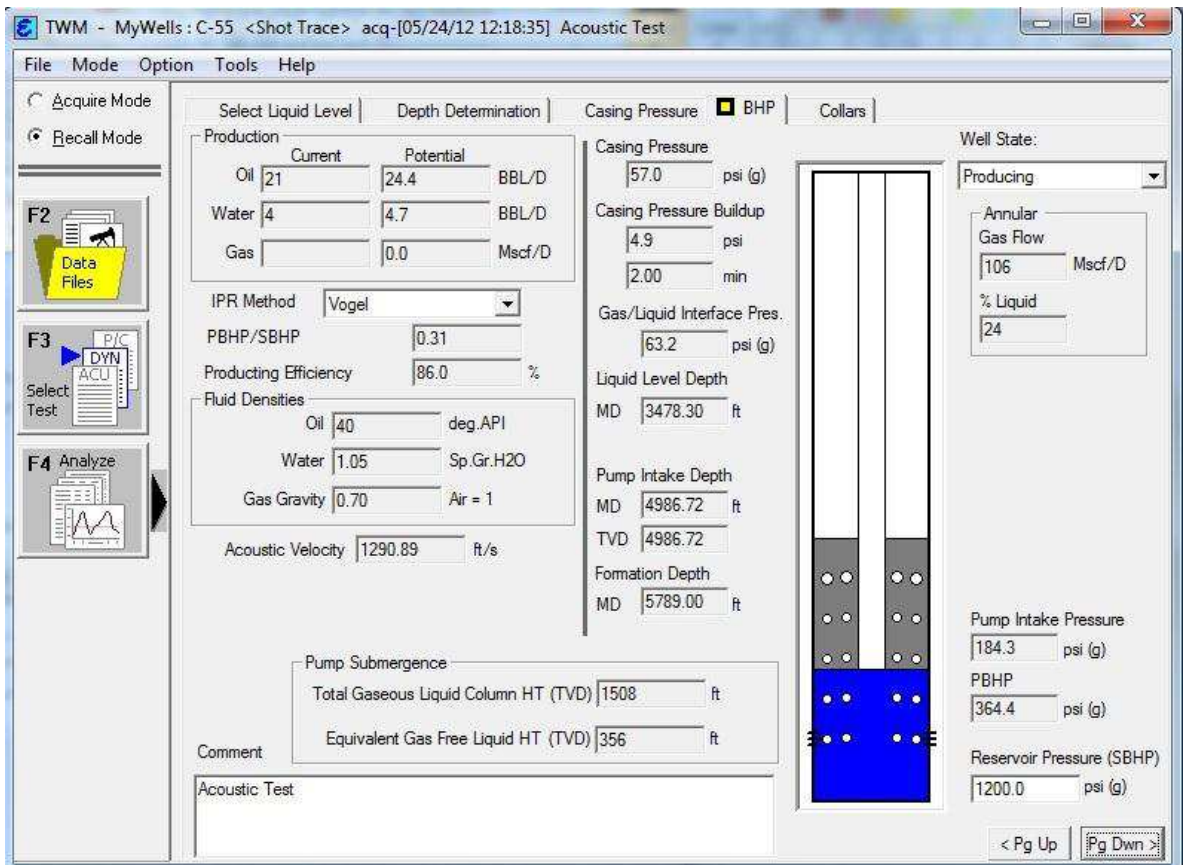 TWM - MyWells : C-55 <Shot Trace> acq-[05/24/12 12:18:35] Acoustic Test
File Mode Option Tools Help
Acquire Mode
Recall Mode
F2
Data
Files
F3
P/C
DYN
ACU
Select
Test
F4 Analyze
Select Liquid Level
Depth Determination
Casing Pressure
BHP
Collars
Production
Current Potential
Oil 21 24.4 BBL/D
Water 4 4.7 BBL/D
Gas 0.0 Mscf/D
IPR Method Vogel
PBHP/SBHP 0.31
Producting Efficiency 86.0 %
Fluid Densities
Oil 40 deg.API
Water 1.05 Sp.Gr.H2O
Gas Gravity 0.70 Air = 1
Acoustic Velocity 1290.89 ft/s
Casing Pressure
57.0 psi (g)
Casing Pressure Buildup
4.9 psi
2.00 min
Gas/Liquid Interface Pres.
63.2 psi (g)
Liquid Level Depth
MD 3478.30 ft
Pump Intake Depth
MD 4986.72 ft
TVD 4986.72
Formation Depth
MD 5789.00 ft
Pump Submergence
Total Gaseous Liquid Column HT (TVD) 1508 ft
Equivalent Gas Free Liquid HT (TVD) 356 ft
Comment
Acoustic Test
Well State:
Producing
Annular
Gas Flow
106 Mscf/D
% Liquid
24
Pump Intake Pressure
184.3 psi (g)
PBHP
364.4 psi (g)
Reservoir Pressure (SBHP)
1200.0 psi (g)
< Pg Up
Pg Dwn >